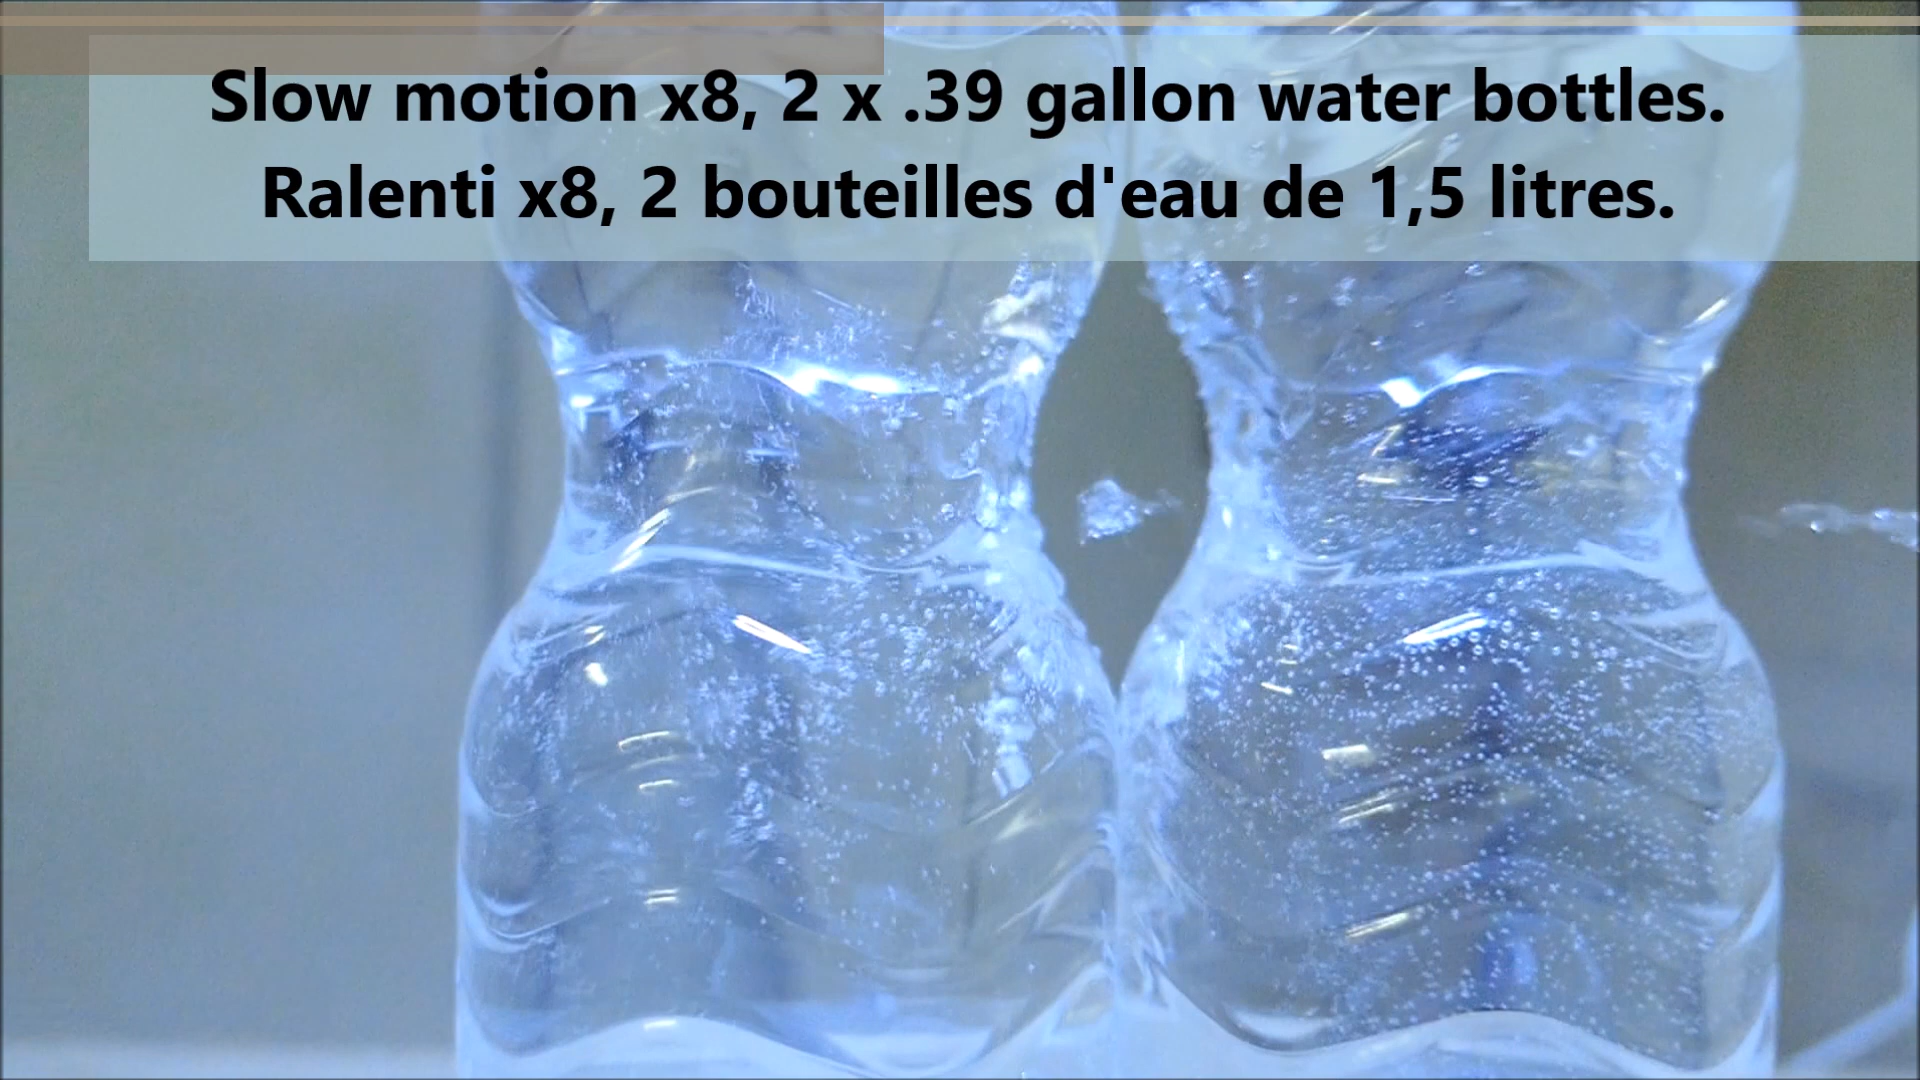 Slow motion x8, 2 x .39 gallon water bottles.
Ralenti x8, 2 bouteilles d'eau de 1,5 litres.